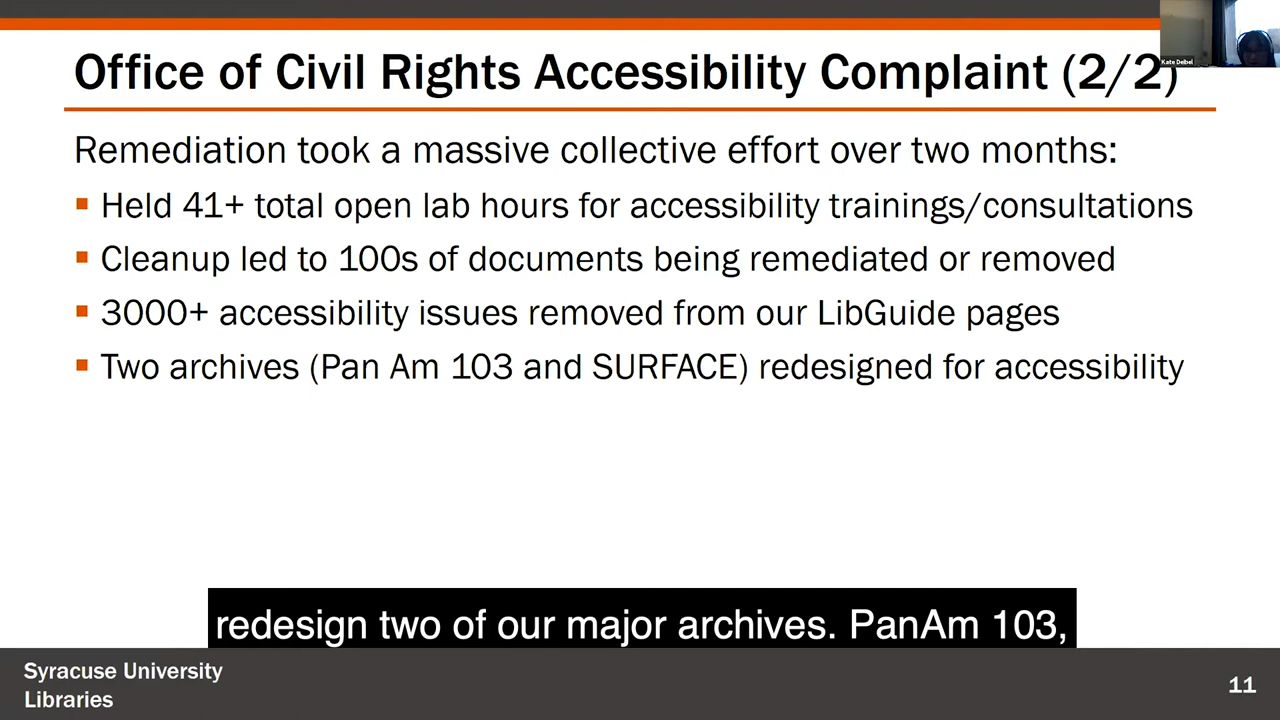 Office of Civil Rights Accessibility Complaint (2/2)
Kate Deibel
Remediation took a massive collective effort over two months:
Held 41+ total open lab hours for accessibility trainings/consultations
Cleanup led to 100s of documents being remediated or removed
3000+ accessibility issues removed from our LibGuide pages
Two archives (Pan Am 103 and SURFACE) redesigned for accessibility
redesign two of our major archives. PanAm 103,
Syracuse University
Libraries
11